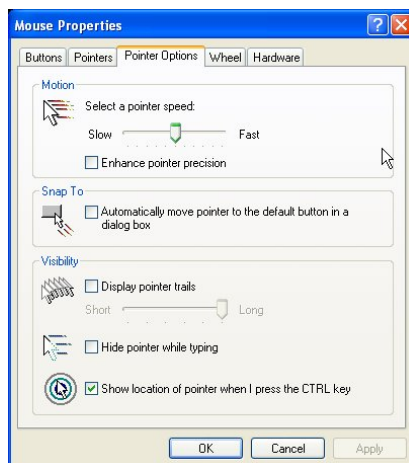 Mouse Properties
Buttons Pointers Pointer Options Wheel Hardware
Motion
Select a pointer speed:
Slow Fast
Enhance pointer precision
Snap To
Automatically move pointer to the default button in a
dialog box
Visibility
Display pointer trails
Short Long
Hide pointer while typing
Show location of pointer when I press the CTRL key
OK Cancel Apply